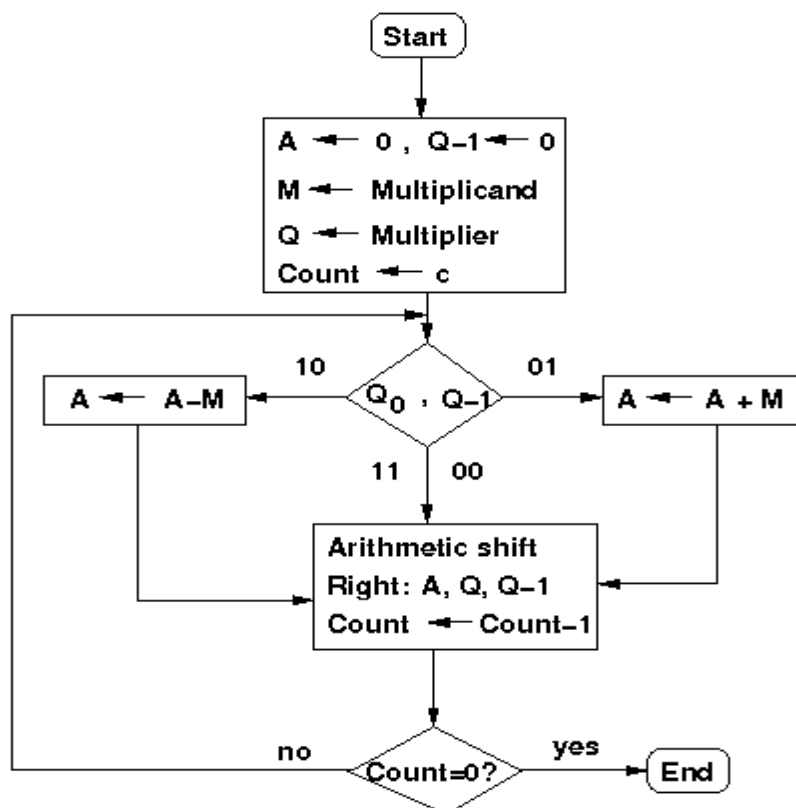 Start
A ← 0 , Q−1 ← 0
M ← Multiplicand
Q ← Multiplier
Count ← c
10
01
A ← A−M
Q0 , Q−1
A ← A + M
11 00
Arithmetic shift
Right: A, Q, Q−1
Count ← Count−1
no
yes
Count=0?
End